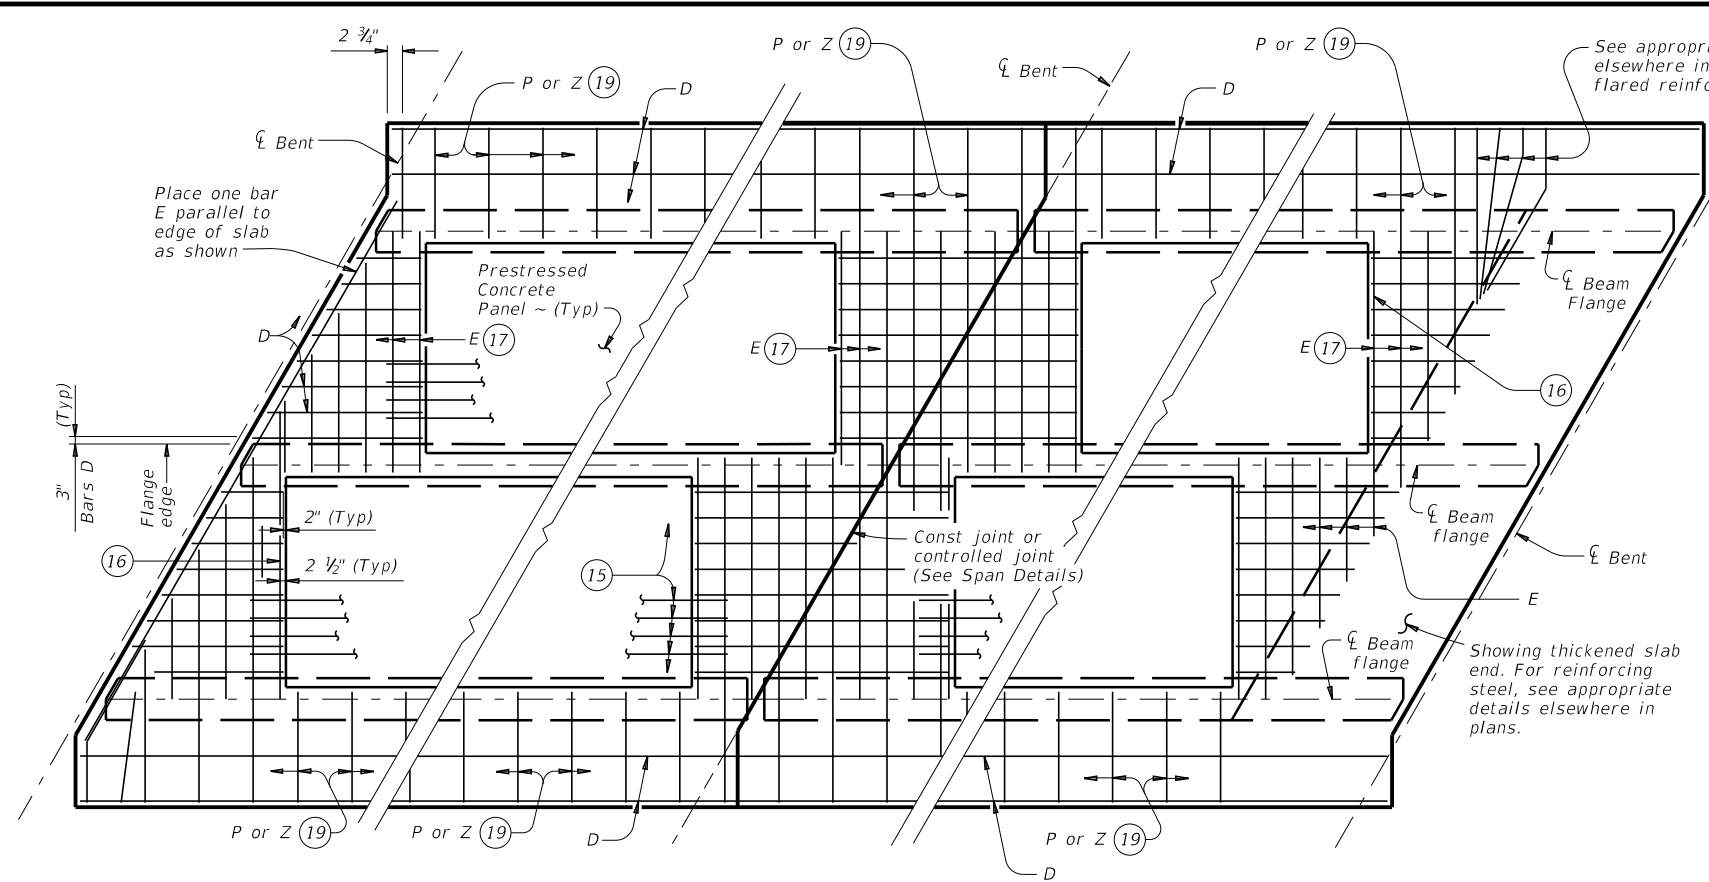 2 ¾"
P or Z 19
D
℄ Bent
Place one bar
E parallel to
edge of slab
as shown
P or Z 19
℄ Bent
D
P or Z 19
See
elsewhere in
flared
Prestressed
Concrete
Panel ~ (Typ)
D
E 17
E 17
E 17
℄ Beam
Flange
16
(Typ)
3"
Bars D
Flange
edge
2" (Typ)
16
2 ½" (Typ)
15
Const joint or
controlled joint
(See Span Details)
℄ Beam
flange
℄ Bent
E
℄ Beam
flange
Showing thickened slab
end. For reinforcing
steel, see appropriate
details elsewhere in
plans.
P or Z 19
P or Z 19
D
P or Z 19
D